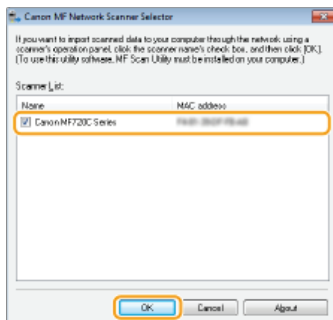 Canon MF Network Scanner Selector
If you want to import scanned data to your computer through the network using a
scanner's operation panel, click the scanner name's check box, and then click [OK].
(To use this utility software, MF Scan Utility must be installed on your computer.)
Scanner List:
Name MAC address
Canon MF720C Series
OK Cancel About